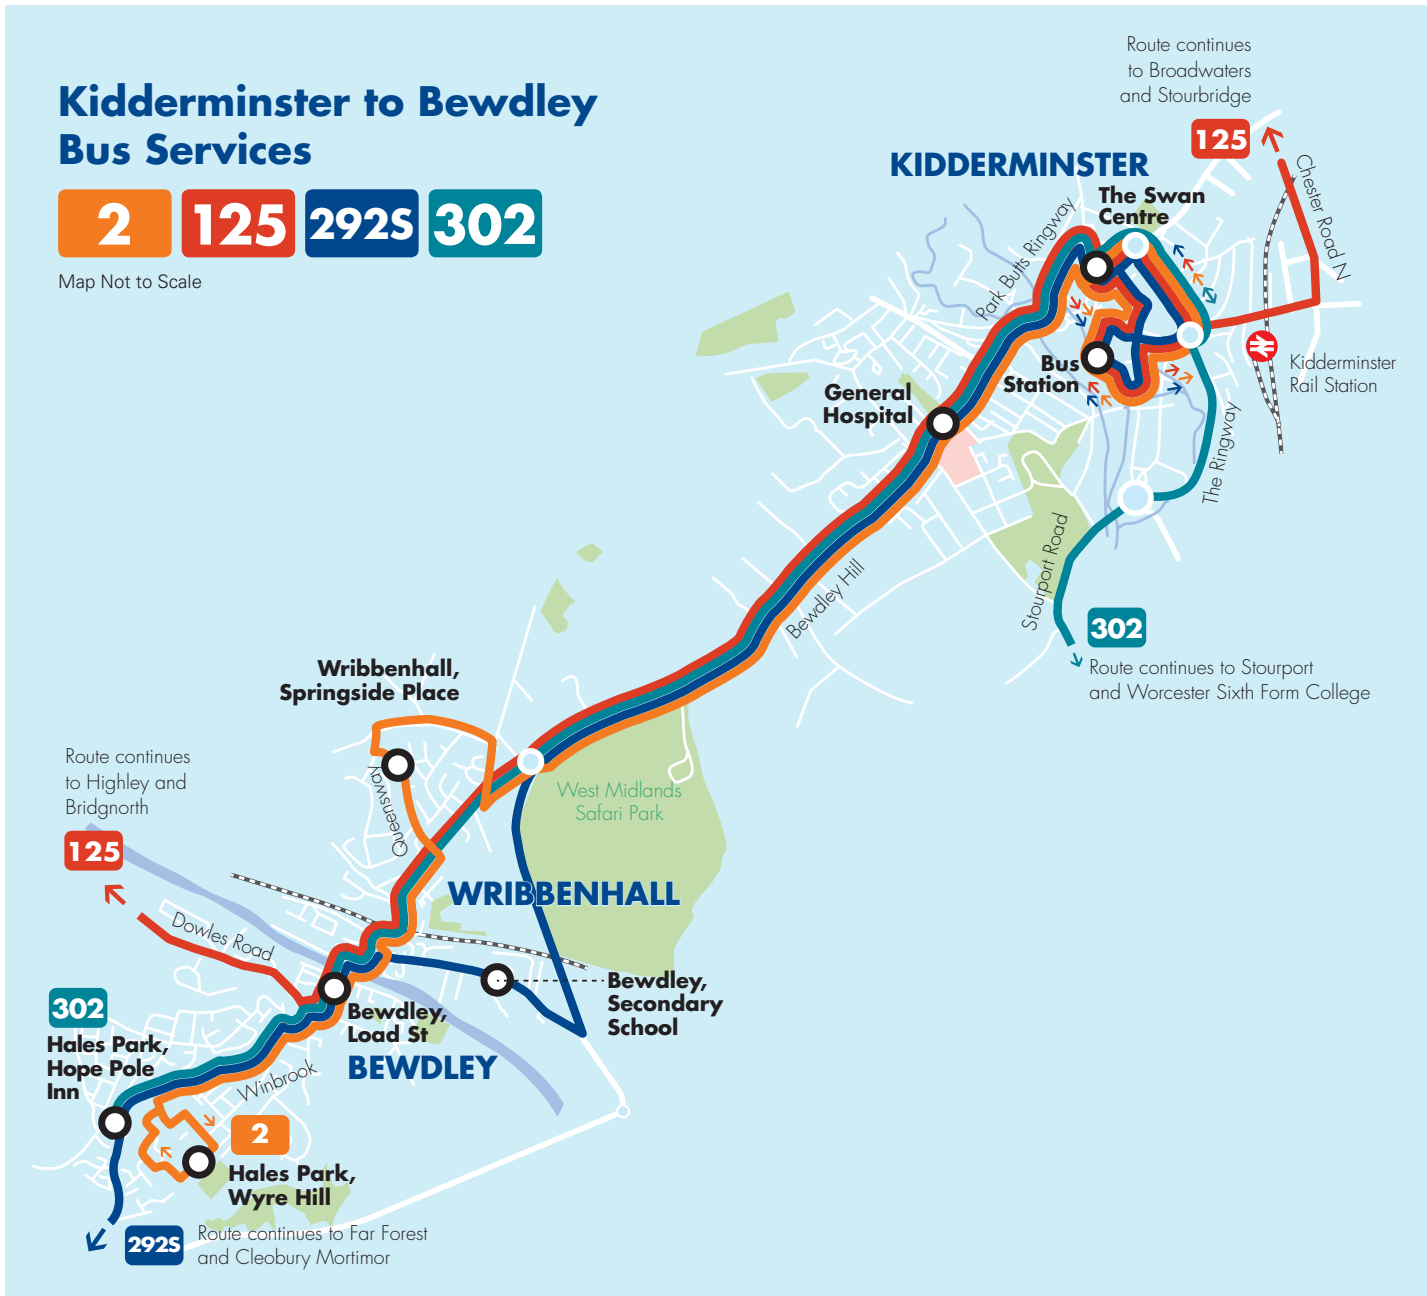 Kidderminster to Bewdley
Bus Services
2
125
292S
302
Map Not to Scale
Route continues
to Broadwaters
and Stourbridge
125
Chester Road N
KIDDERMINSTER
The Swan
Centre
Park Butts Ringway
Bus
Station
Kidderminster
Rail Station
General
Hospital
The Ringway
Stourport Road
Bewdley Hill
302
Route continues to Stourport
and Worcester Sixth Form College
Wribbenhall,
Springside Place
Queensway
West Midlands
Safari Park
Route continues
to Highley and
Bridgnorth
125
WRIBBENHALL
Dowles Road
Bewdley,
Secondary
School
302
Hales Park,
Hope Pole
Inn
Bewdley,
Load St
BEWDLEY
Winbrook
2
Hales Park,
Wyre Hill
292S
Route continues to Far Forest
and Cleobury Mortimor